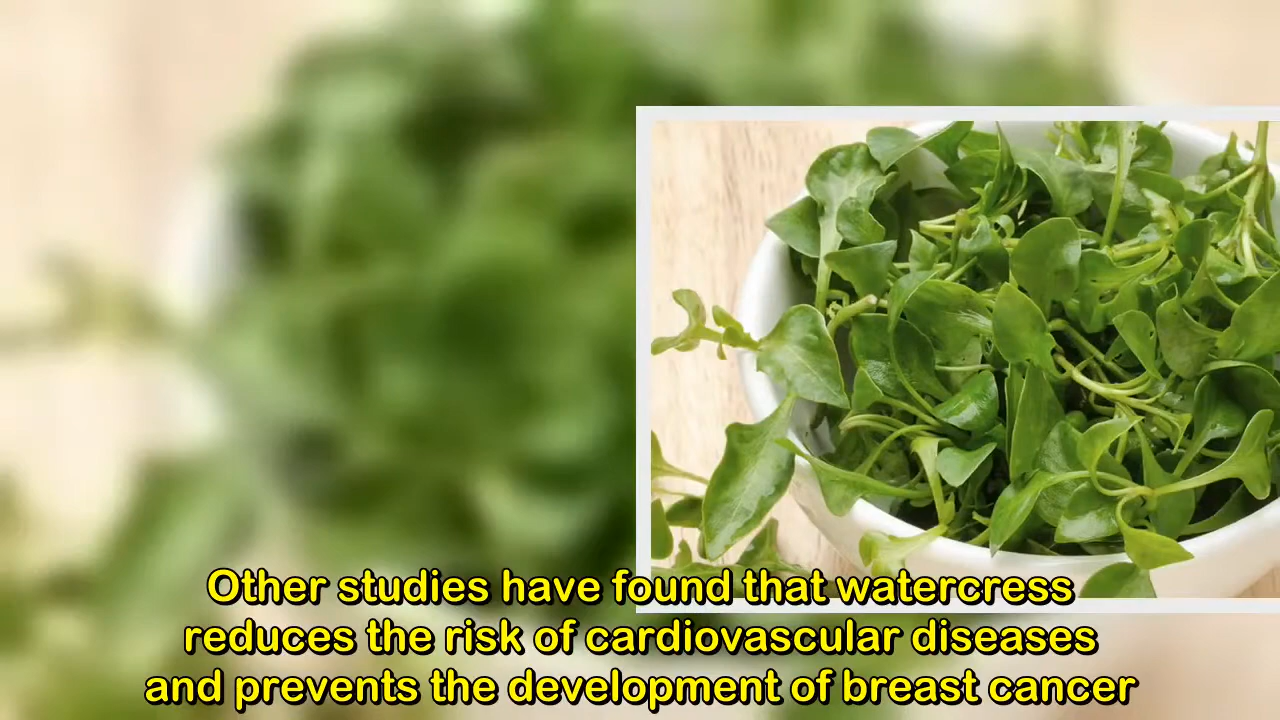 Other studies have found that watercress
reduces the risk of cardiovascular diseases
and prevents the development of breast cancer